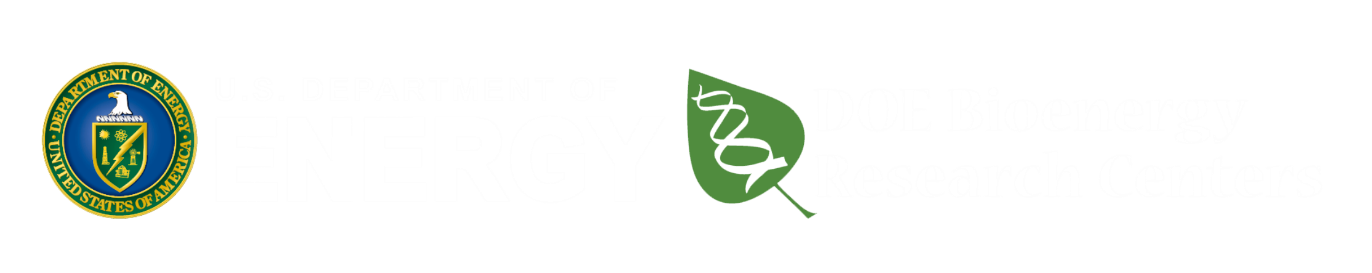 DEPARTMENT OF ENERGY
UNITED STATES OF AMERICA
U.S. DEPARTMENT OF
ENERGY
DOE Bioenergy
Research Centers